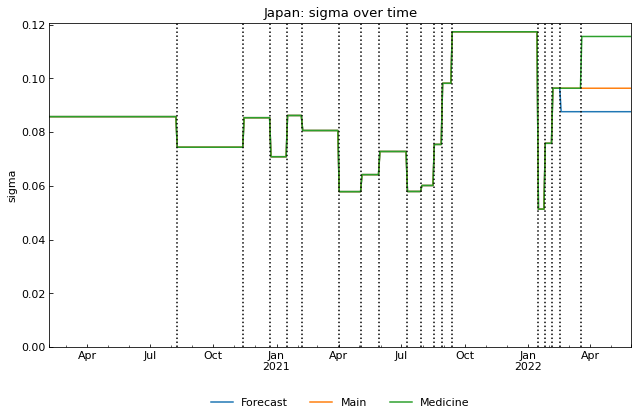 Japan: sigma over time
sigma
0.12
0.10
0.08
0.06
0.04
0.02
0.00
Apr Jul Oct Jan Apr Jul Oct Jan Apr
2021 2022
Forecast Main Medicine